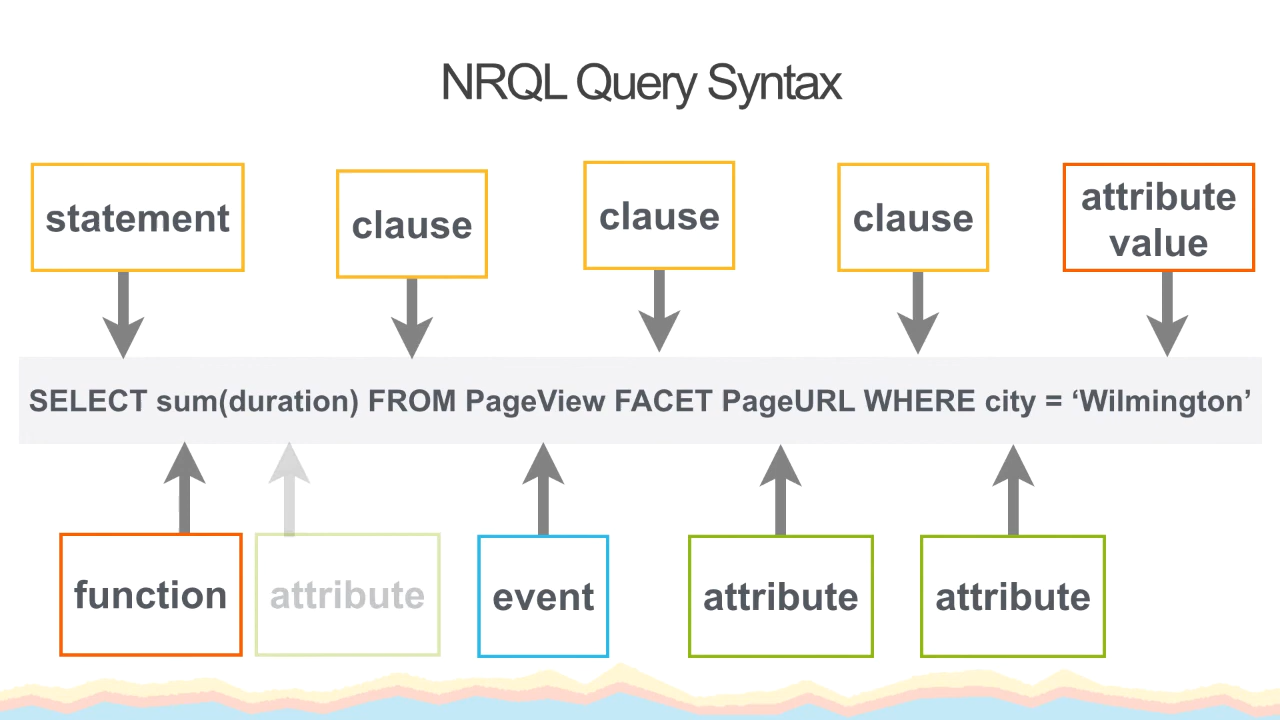 NRQL Query Syntax
statement
clause
clause
clause
attribute
value
SELECT sum(duration) FROM PageView FACET PageURL WHERE city = ‘Wilmington’
function
attribute
event
attribute
attribute